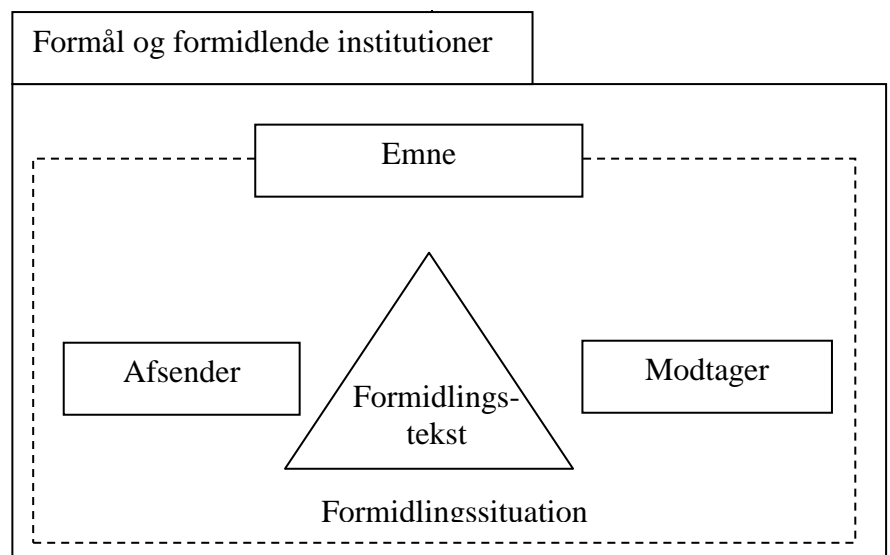 Formål og formidlende institutioner
Emne
Afsender
Modtager
Formidlings-
tekst
Formidlingssituation